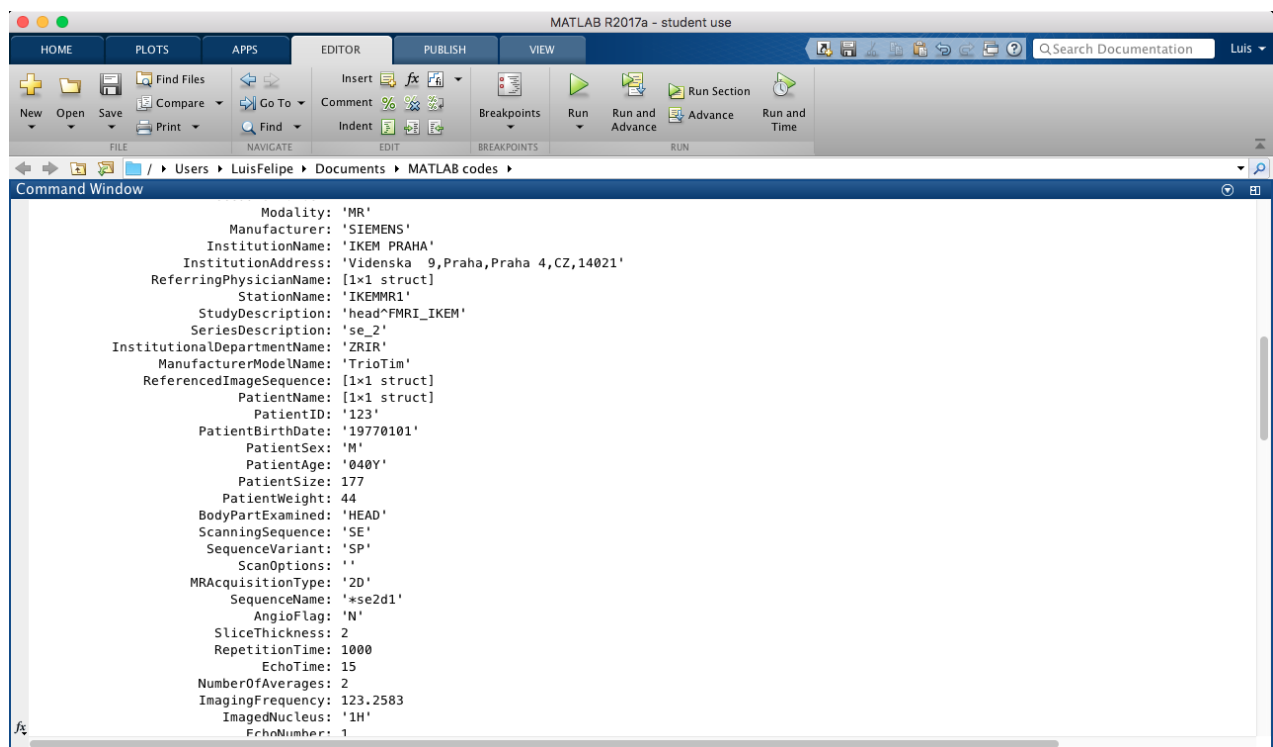 MATLAB R2017a - student use
HOME PLOTS APPS EDITOR PUBLISH VIEW Search Documentation Luis
New Open Save Find Files Compare Print Go To Find Insert fx Comment Indent Breakpoints Run Run and Advance Run Section Advance Run and Time
FILE NAVIGATE EDIT BREAKPOINTS RUN
/ Users LuisFelipe Documents MATLAB codes
Command Window
Modality: 'MR'
Manufacturer: 'SIEMENS'
InstitutionName: 'IKEM PRAHA'
InstitutionAddress: 'Videnska  9,Praha,Praha 4,CZ,14021'
ReferringPhysicianName: [1×1 struct]
StationName: 'IKEMMR1'
StudyDescription: 'head^FMRI_IKEM'
SeriesDescription: 'se_2'
InstitutionalDepartmentName: 'ZRIR'
ManufacturerModelName: 'TrioTim'
ReferencedImageSequence: [1×1 struct]
PatientName: [1×1 struct]
PatientID: '123'
PatientBirthDate: '19770101'
PatientSex: 'M'
PatientAge: '040Y'
PatientSize: 177
PatientWeight: 44
BodyPartExamined: 'HEAD'
ScanningSequence: 'SE'
SequenceVariant: 'SP'
ScanOptions: ''
MRAcquisitionType: '2D'
SequenceName: '*se2d1'
AngioFlag: 'N'
SliceThickness: 2
RepetitionTime: 1000
EchoTime: 15
NumberOfAverages: 2
ImagingFrequency: 123.2583
ImagedNucleus: '1H'
EchoNumber: 1
fx